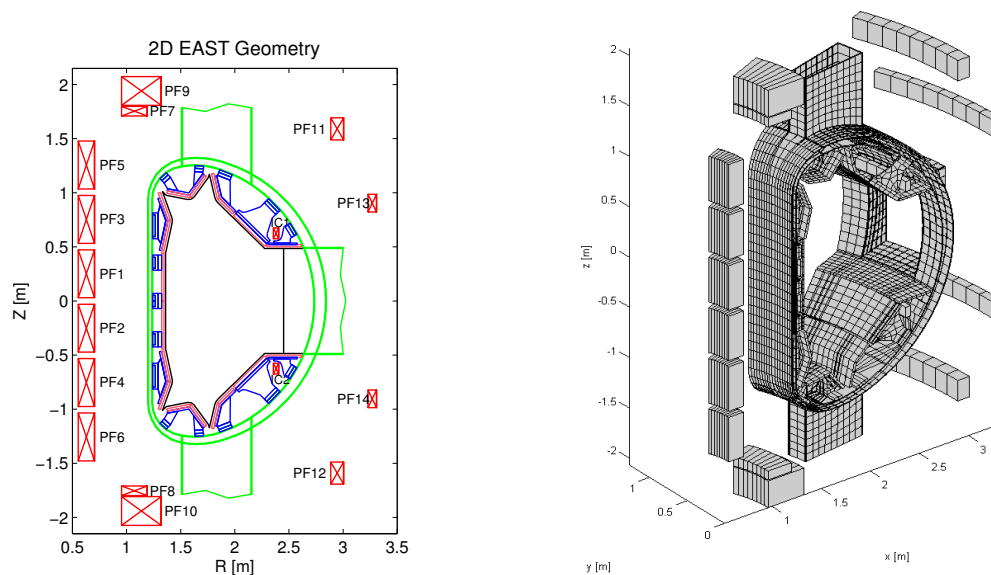 2D EAST Geometry
2
1.5
1
0.5
0
−0.5
−1
−1.5
−2
Z [m]
0.5 1 1.5 2 2.5 3 3.5
R [m]
PF9
PF7
PF11
PF5
PF13
PF3
C1
PF1
PF2
PF4
C2
PF14
PF6
PF12
PF8
PF10
2
1.5
1
0.5
0
-0.5
-1
-1.5
-2
z [m]
1
0.5
0
y [m]
1
1.5
2
2.5
3
x [m]